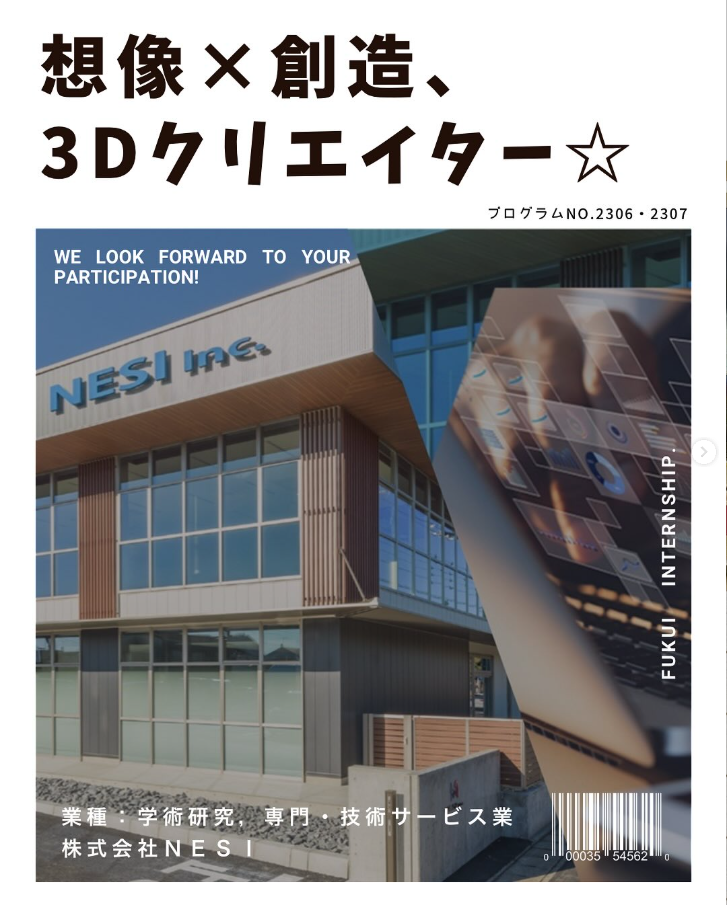 想像×創造、
3Dクリエイター☆
プログラムNO.2306・2307
WE LOOK FORWARD TO YOUR
PARTICIPATION!
NESI Inc.
FUKUI INTERNSHIP.
業種：学術研究，専門・技術サービス業
株式会社ＮＥＳＩ
0 00035 54562 0